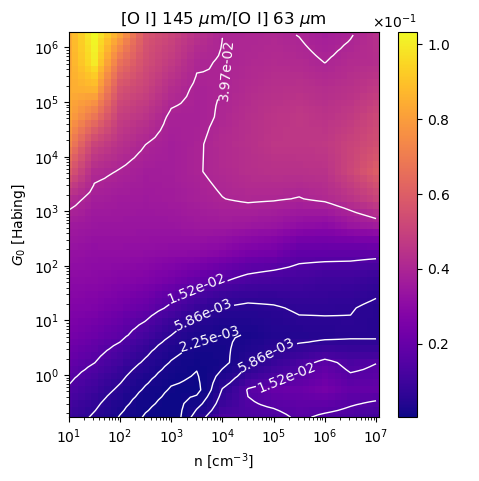 [O I] 145 μm/[O I] 63 μm
×10⁻¹
1.0
0.8
0.6
0.4
0.2
10⁶
10⁵
10⁴
10³
10²
10¹
10⁰
G₀ [Habing]
3.97e-02
1.52e-02
5.86e-03
2.25e-03
5.86e-03
1.52e-02
10¹
10²
10³
10⁴
10⁵
10⁶
10⁷
n [cm⁻³]